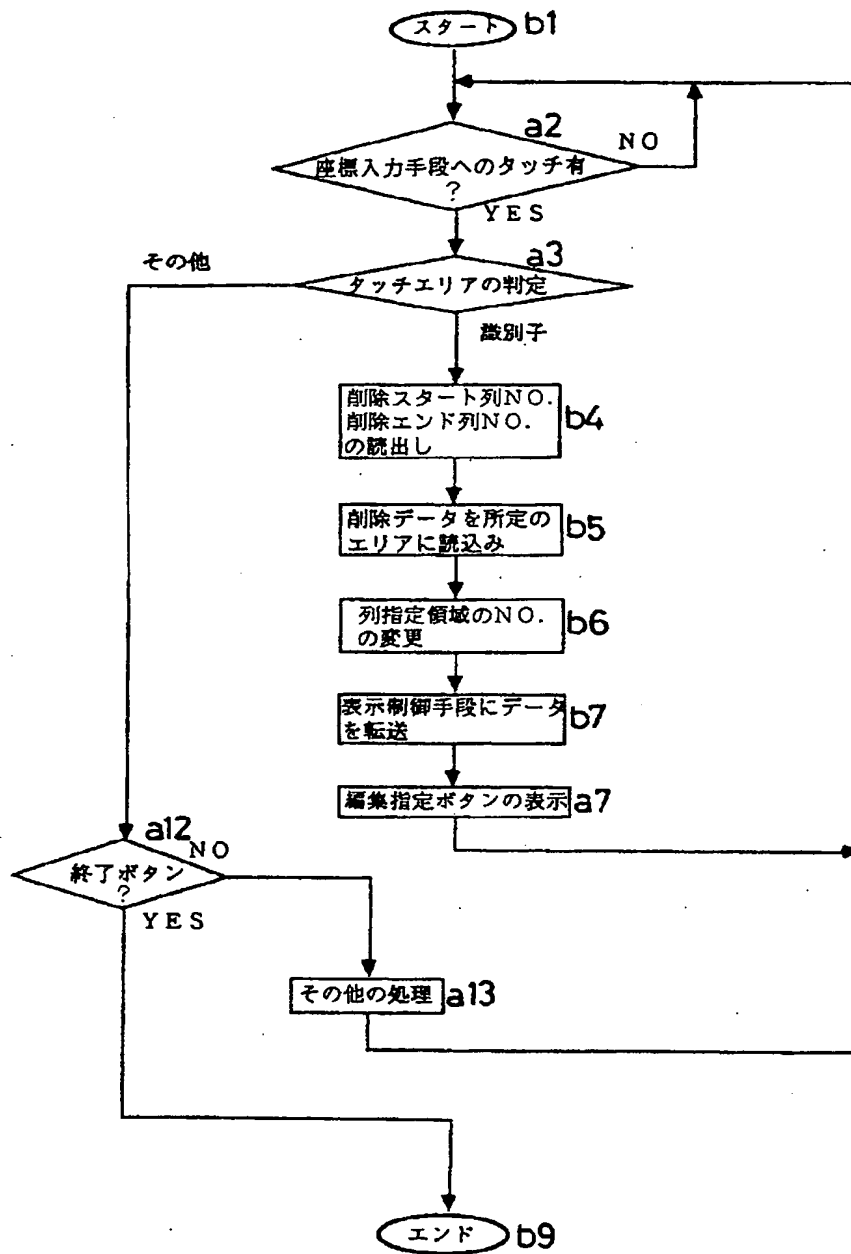 スタート b1
a2
NO
座標入力手段へのタッチ有
?
YES
a3
その他
タッチエリアの判定
識別子
削除スタート列NO.
削除エンド列NO.
の読出し
b4
削除データを所定の
エリアに読込み
b5
列指定領域のNO.
の変更
b6
表示制御手段にデータ
を転送
b7
編集指定ボタンの表示 a7
a12
NO
終了ボタン
?
YES
その他の処理 a13
エンド b9